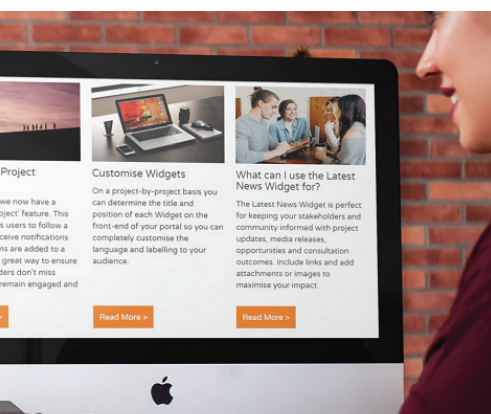 Project
we now have a
oject' feature. This
s users to follow a
ceive notifications
ns are added to a
great way to ensure
ders don't miss
remain engaged and
>
Customise Widgets
On a project-by-project basis you
can determine the title and
position of each Widget on the
front-end of your portal so you can
completely customise the
language and labelling to your
audience.
Read More >
What can I use the Latest
News Widget for?
The Latest News Widget is perfect
for keeping your stakeholders and
community informed with project
updates, media releases,
opportunities and consultation
outcomes. Include links and add
attachments or images to
maximise your impact.
Read More >